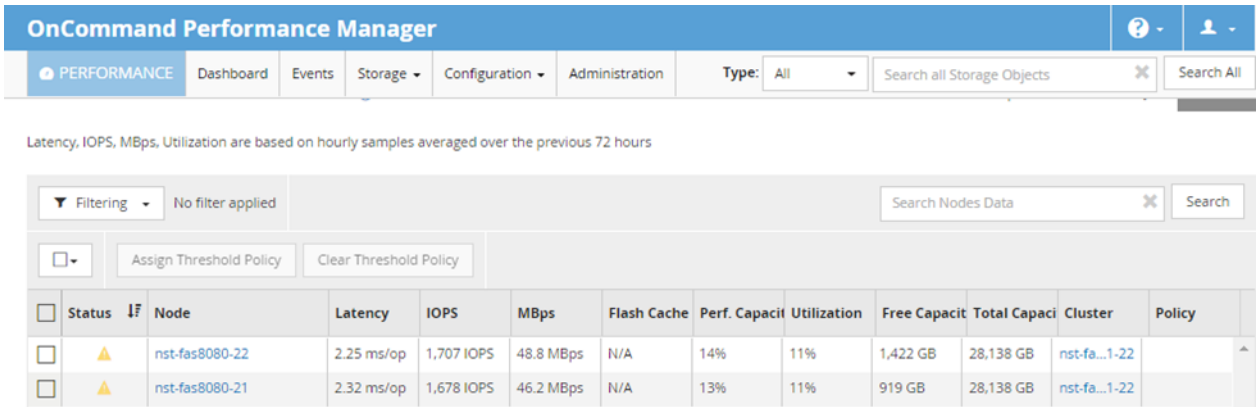 OnCommand Performance Manager
PERFORMANCE Dashboard Events Storage Configuration Administration Type: All Search all Storage Objects Search All
Latency, IOPS, MBps, Utilization are based on hourly samples averaged over the previous 72 hours
Filtering No filter applied Search Nodes Data Search
Assign Threshold Policy Clear Threshold Policy
Status Node Latency IOPS MBps Flash Cache Perf. Capacit Utilization Free Capacit Total Capaci Cluster Policy
nst-fas8080-22 2.25 ms/op 1,707 IOPS 48.8 MBps N/A 14% 11% 1,422 GB 28,138 GB nst-fa...1-22
nst-fas8080-21 2.32 ms/op 1,678 IOPS 46.2 MBps N/A 13% 11% 919 GB 28,138 GB nst-fa...1-22